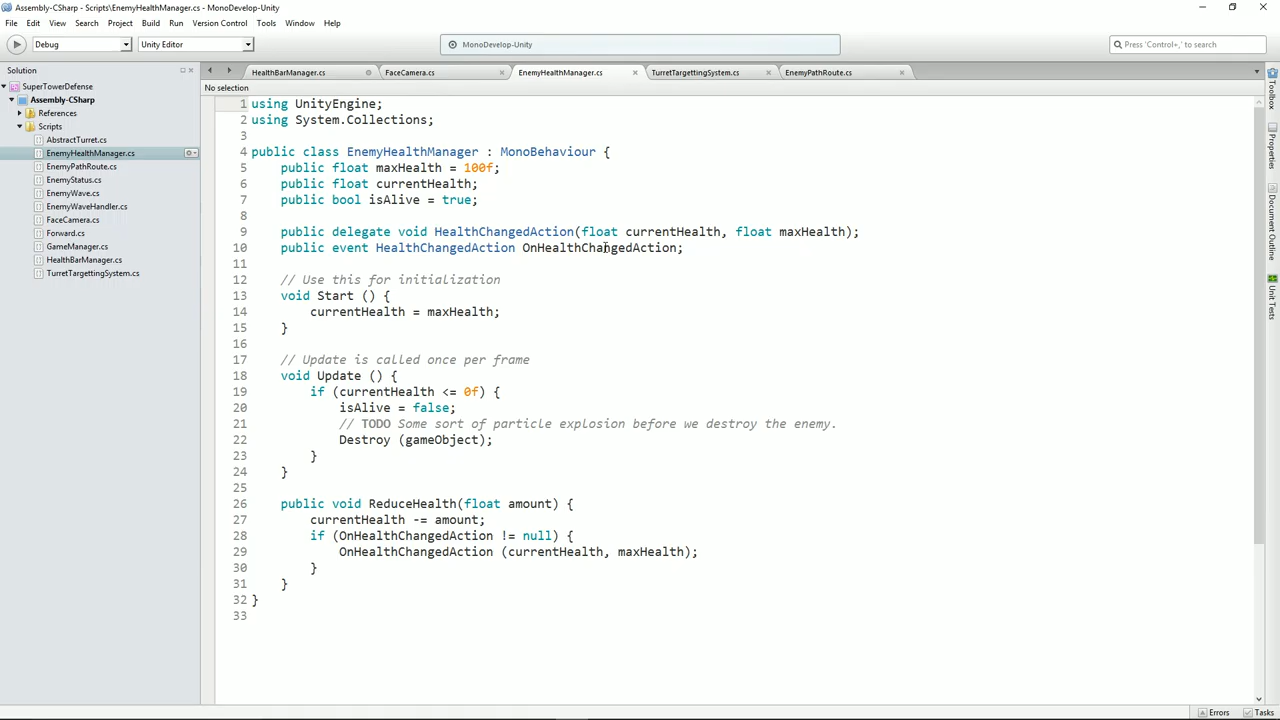 Assembly-CSharp - Scripts\EnemyHealthManager.cs - MonoDevelop-Unity
File Edit View Search Project Build Run Version Control Tools Window Help
Debug Unity Editor MonoDevelop-Unity Press 'Control+,' to search
Solution
HealthBarManager.cs FaceCamera.cs EnemyHealthManager.cs TurretTargettingSystem.cs EnemyPathRoute.cs
No selection
SuperTowerDefense
Assembly-CSharp
References
Scripts
AbstractTurret.cs
EnemyHealthManager.cs
EnemyPathRoute.cs
EnemyStatus.cs
EnemyWave.cs
EnemyWaveHandler.cs
FaceCamera.cs
Forward.cs
GameManager.cs
HealthBarManager.cs
TurretTargettingSystem.cs
1 using UnityEngine;
2 using System.Collections;
3
4 public class EnemyHealthManager : MonoBehaviour {
5 public float maxHealth = 100f;
6 public float currentHealth;
7 public bool isAlive = true;
8
9 public delegate void HealthChangedAction(float currentHealth, float maxHealth);
10 public event HealthChangedAction OnHealthChangedAction;
11
12 // Use this for initialization
13 void Start () {
14 currentHealth = maxHealth;
15 }
16
17 // Update is called once per frame
18 void Update () {
19 if (currentHealth <= 0f) {
20 isAlive = false;
21 // TODO Some sort of particle explosion before we destroy the enemy.
22 Destroy (gameObject);
23 }
24 }
25
26 public void ReduceHealth(float amount) {
27 currentHealth -= amount;
28 if (OnHealthChangedAction != null) {
29 OnHealthChangedAction (currentHealth, maxHealth);
30 }
31 }
32 }
33
Toolbox
Properties
Document Outline
Unit Tests
Errors Tasks